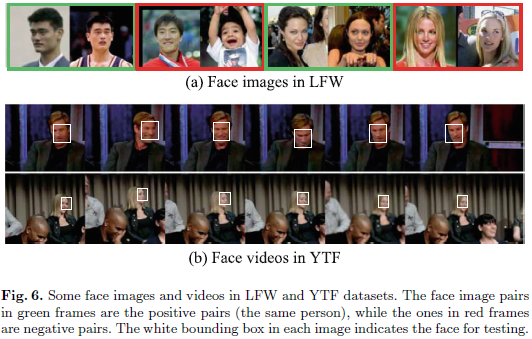 (a) Face images in LFW
(b) Face videos in YTF
Fig. 6. Some face images and videos in LFW and YTF datasets. The face image pairs
in green frames are the positive pairs (the same person), while the ones in red frames
are negative pairs. The white bounding box in each image indicates the face for testing.